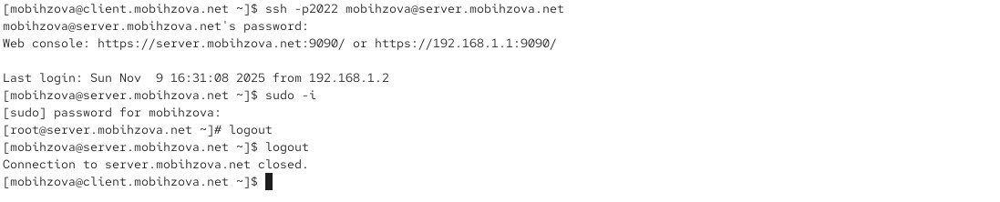 [mobihzova@client.mobihzova.net ~]$ ssh -p2022 mobihzova@server.mobihzova.net
mobihzova@server.mobihzova.net's password:
Web console: https://server.mobihzova.net:9090/ or https://192.168.1.1:9090/

Last login: Sun Nov  9 16:31:08 2025 from 192.168.1.2
[mobihzova@server.mobihzova.net ~]$ sudo -i
[sudo] password for mobihzova:
[root@server.mobihzova.net ~]# logout
[mobihzova@server.mobihzova.net ~]$ logout
Connection to server.mobihzova.net closed.
[mobihzova@client.mobihzova.net ~]$